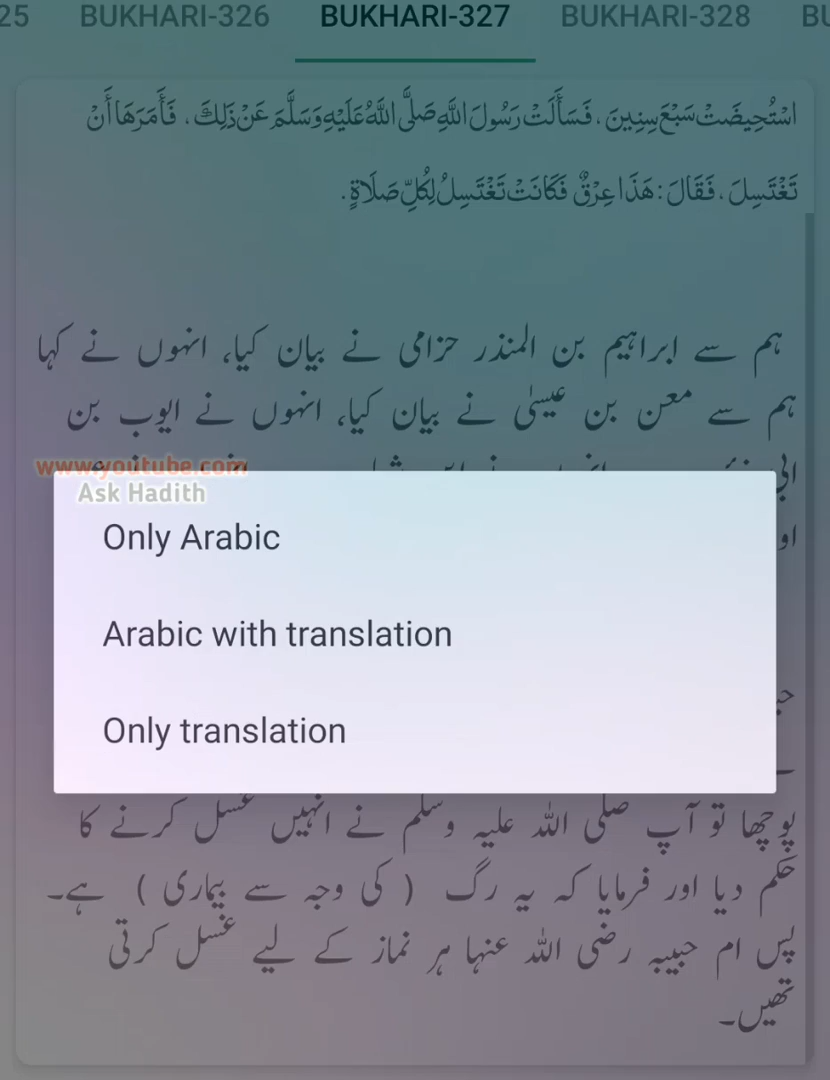 25 BUKHARI-326 BUKHARI-327 BUKHARI-328 BU
اسْتُحِيضَتْ سَبْعَ سِنِينَ ، فَسَأَلَتْ رَسُولَ اللَّهِ صَلَّى اللَّهُ عَلَيْهِ وَسَلَّمَ عَنْ ذَلِكَ ، فَأَمَرَهَا أَنْ
تَغْتَسِلَ ، فَقَالَ : هَذَا عِرْقٌ فَكَانَتْ تَغْتَسِلُ لِكُلِّ صَلَاةٍ .
ہم سے ابراہیم بن المنذر حزامی نے بیان کیا، انہوں نے کہا
ہم سے معن بن عیسیٰ نے بیان کیا، انہوں نے ایوب بن
www.youtube.com
Ask Hadith
Only Arabic
Arabic with translation
Only translation
پوچھا تو آپ صلی اللہ علیہ وسلم نے انہیں غسل کرنے کا
حکم دیا اور فرمایا کہ یہ رگ ( کی وجہ سے بیماری ) ہے۔
پس ام حبیبہ رضی اللہ عنہا ہر نماز کے لیے غسل کرتی
تھیں۔